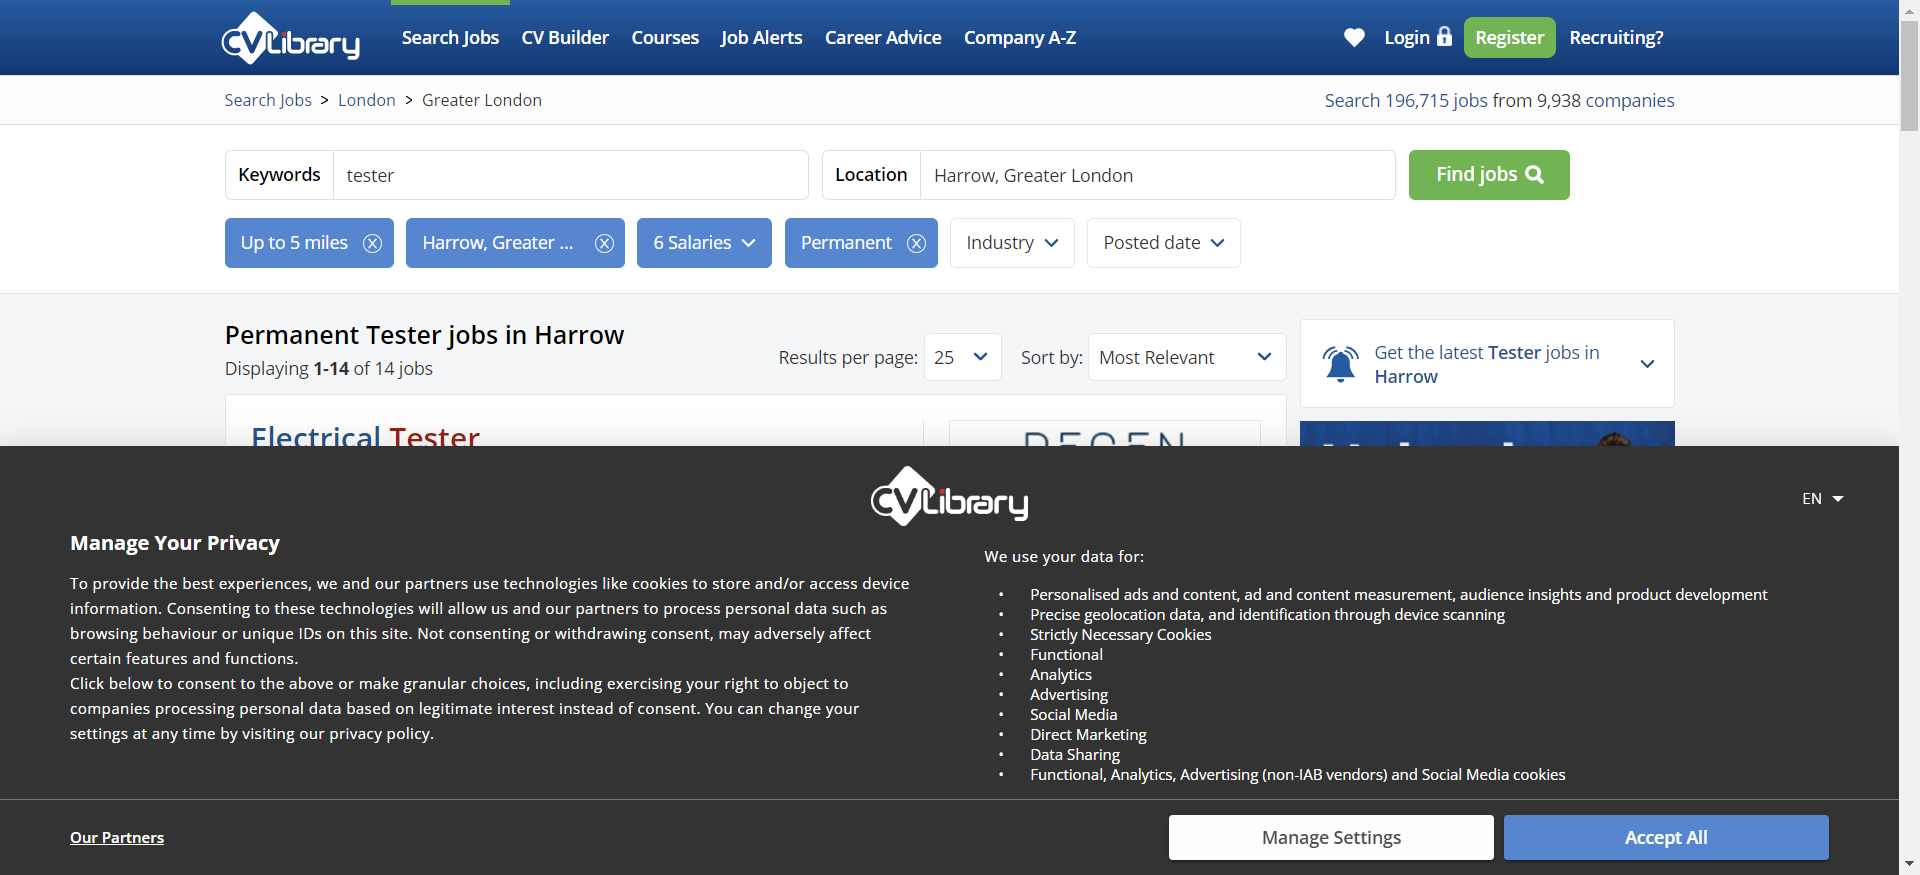 CVLibrary Search Jobs CV Builder Courses Job Alerts Career Advice Company A-Z Login Register Recruiting?
Search Jobs > London > Greater London Search 196,715 jobs from 9,938 companies
Keywords tester Location Harrow, Greater London Find jobs
Up to 5 miles Harrow, Greater ... 6 Salaries Permanent Industry Posted date
Permanent Tester jobs in Harrow
Displaying 1-14 of 14 jobs
Results per page: 25 Sort by: Most Relevant
Get the latest Tester jobs in
Harrow
Electrical Tester
CVLibrary
EN
Manage Your Privacy
To provide the best experiences, we and our partners use technologies like cookies to store and/or access device
information. Consenting to these technologies will allow us and our partners to process personal data such as
browsing behaviour or unique IDs on this site. Not consenting or withdrawing consent, may adversely affect
certain features and functions.
Click below to consent to the above or make granular choices, including exercising your right to object to
companies processing personal data based on legitimate interest instead of consent. You can change your
settings at any time by visiting our privacy policy.
We use your data for:
• Personalised ads and content, ad and content measurement, audience insights and product development
• Precise geolocation data, and identification through device scanning
• Strictly Necessary Cookies
• Functional
• Analytics
• Advertising
• Social Media
• Direct Marketing
• Data Sharing
• Functional, Analytics, Advertising (non-IAB vendors) and Social Media cookies
Our Partners
Manage Settings
Accept All